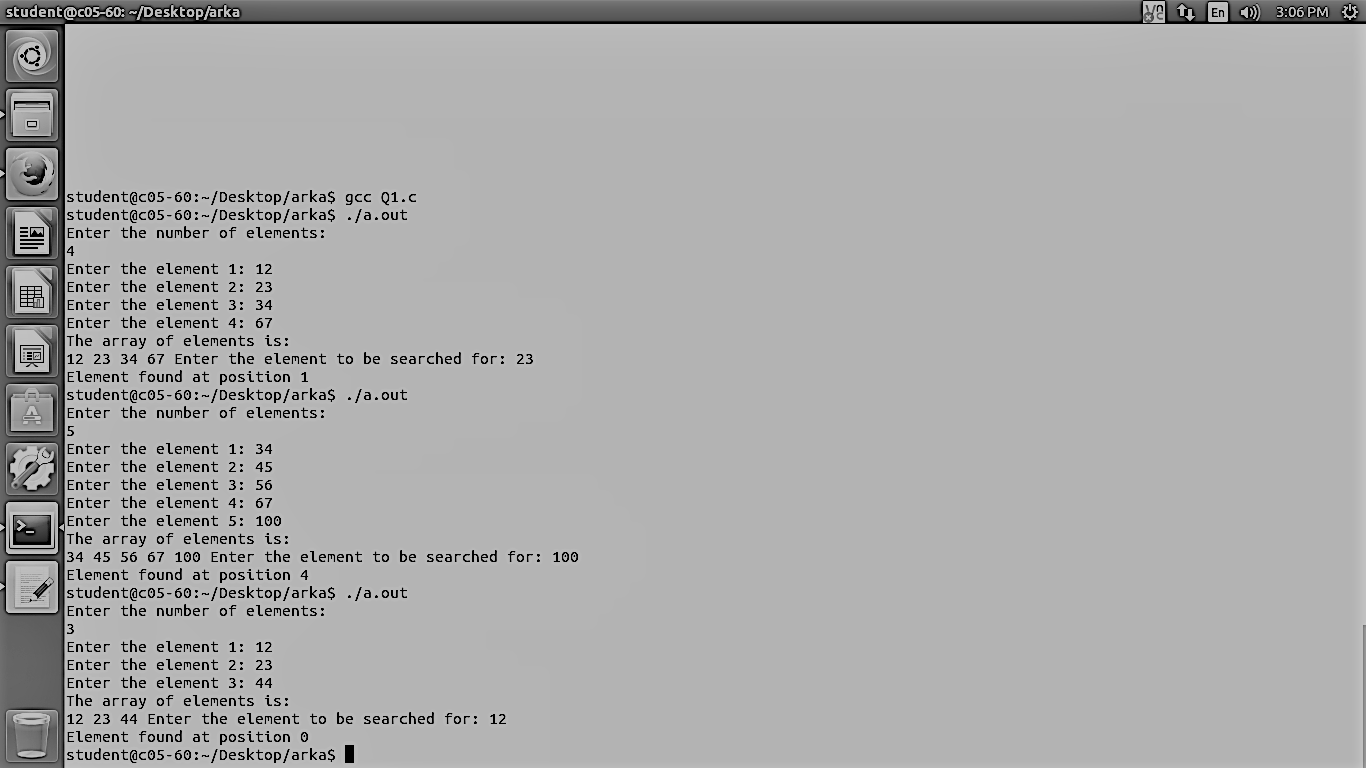 student@c05-60: ~/Desktop/arka
En
3:06 PM
student@c05-60:~/Desktop/arka$ gcc Q1.c
student@c05-60:~/Desktop/arka$ ./a.out
Enter the number of elements:
4
Enter the element 1: 12
Enter the element 2: 23
Enter the element 3: 34
Enter the element 4: 67
The array of elements is:
12 23 34 67 Enter the element to be searched for: 23
Element found at position 1
student@c05-60:~/Desktop/arka$ ./a.out
Enter the number of elements:
5
Enter the element 1: 34
Enter the element 2: 45
Enter the element 3: 56
Enter the element 4: 67
Enter the element 5: 100
The array of elements is:
34 45 56 67 100 Enter the element to be searched for: 100
Element found at position 4
student@c05-60:~/Desktop/arka$ ./a.out
Enter the number of elements:
3
Enter the element 1: 12
Enter the element 2: 23
Enter the element 3: 44
The array of elements is:
12 23 44 Enter the element to be searched for: 12
Element found at position 0
student@c05-60:~/Desktop/arka$